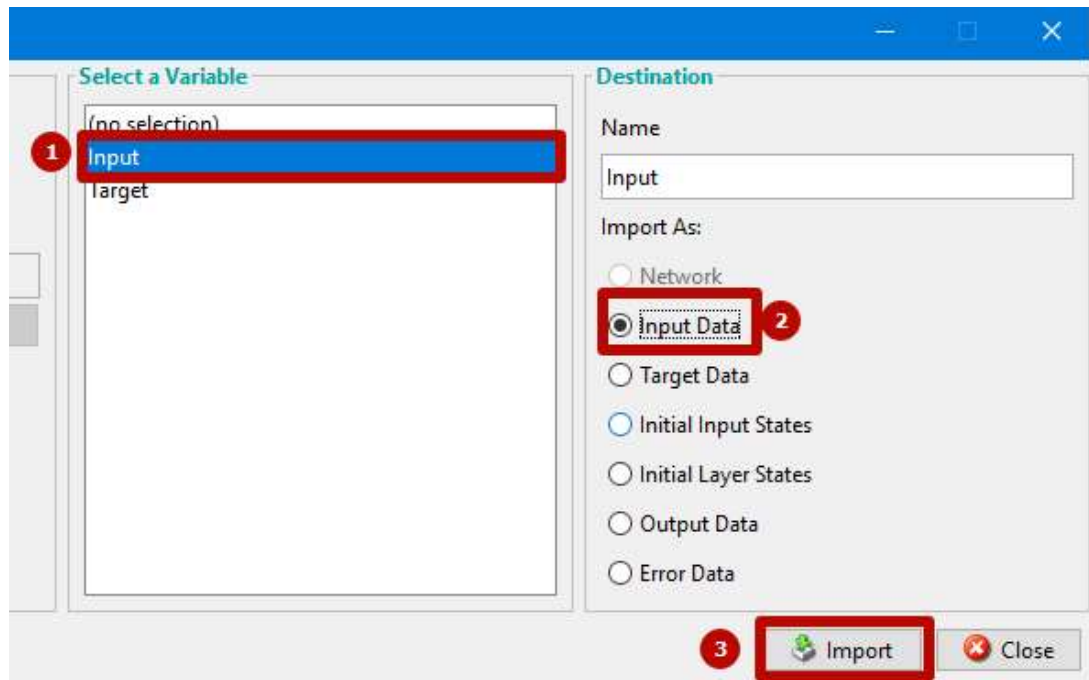 Select a Variable
(no selection)
1
Input
Target
Destination
Name
Input
Import As:
Network
Input Data
2
Target Data
Initial Input States
Initial Layer States
Output Data
Error Data
3
Import
Close